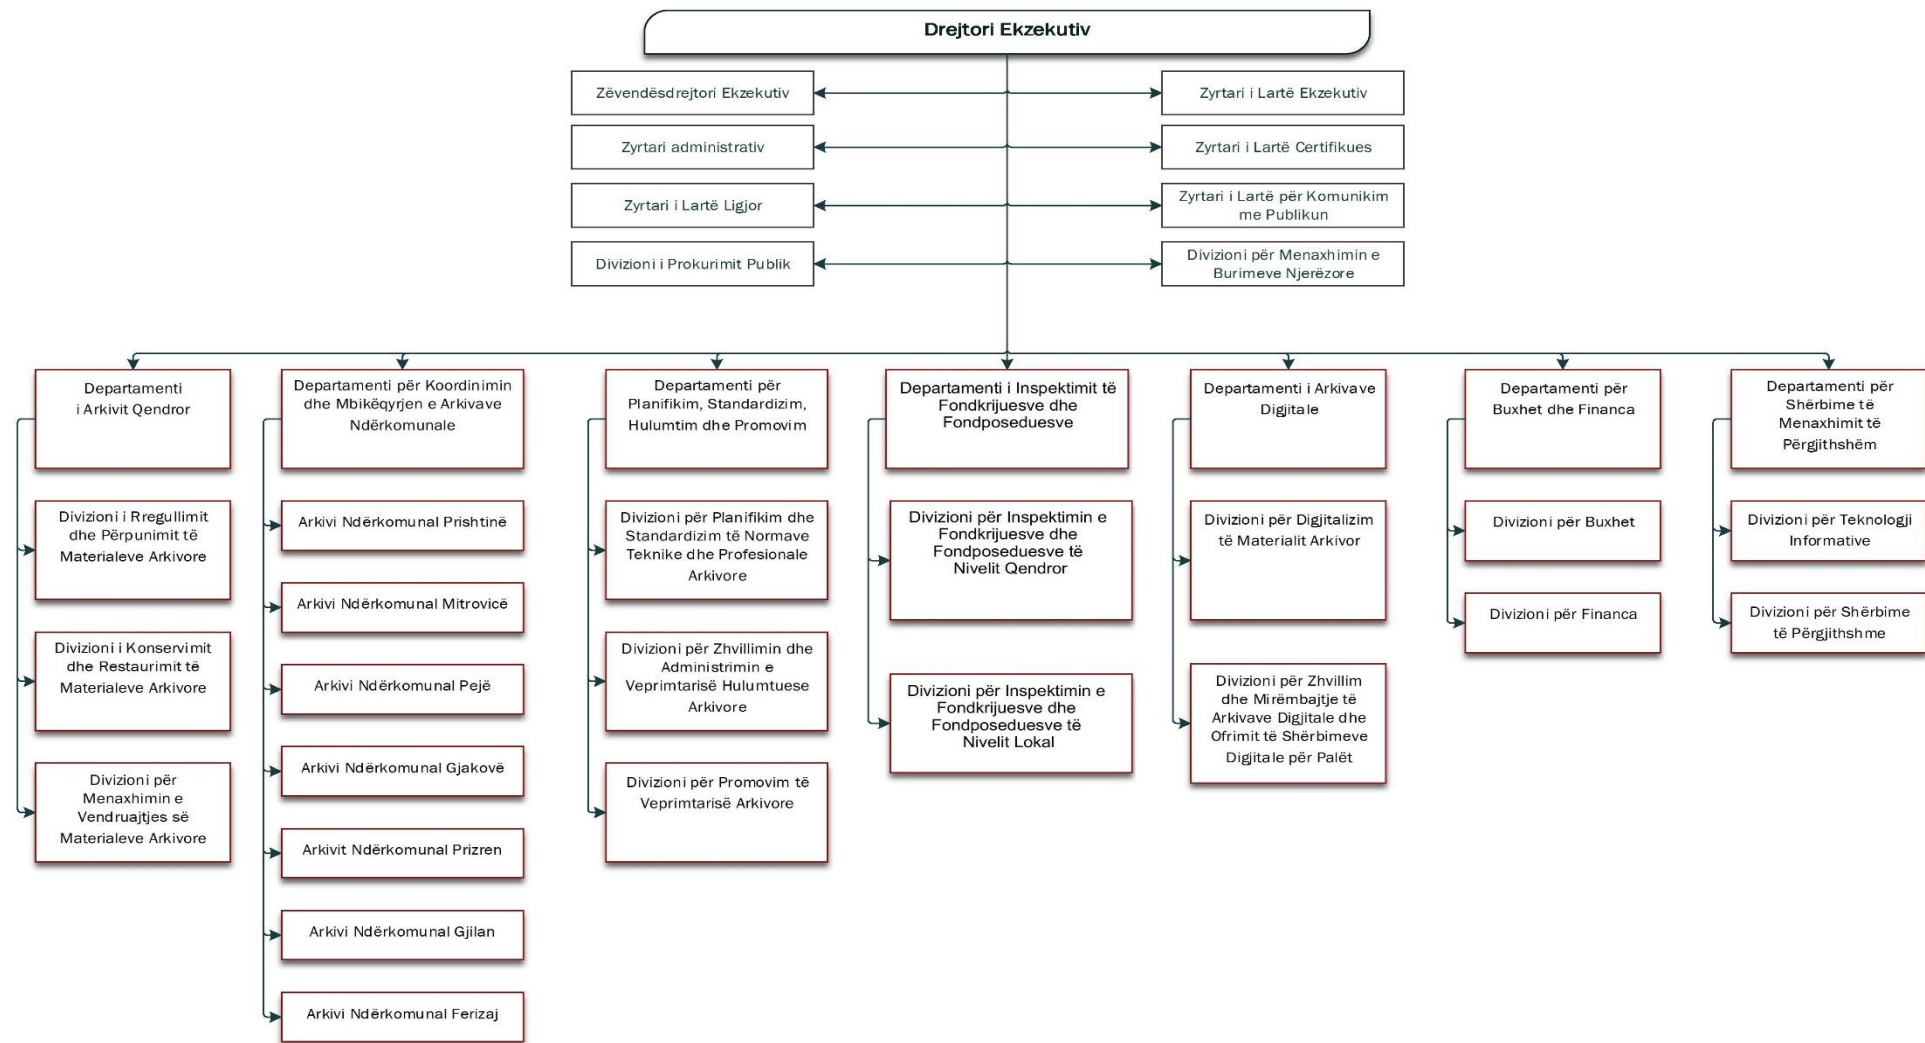 Drejtori Ekzekutiv
Zëvendësdrejtori Ekzekutiv
Zyrtari i Lartë Ekzekutiv
Zyrtari administrativ
Zyrtari i Lartë Certifikues
Zyrtari i Lartë Ligjor
Zyrtari i Lartë për Komunikim
me Publikun
Divizioni i Prokurimit Publik
Divizioni për Menaxhimin e
Burimeve Njerëzore
Departamenti
i Arkivit Qendror
Divizioni i Rregullimit
dhe Përpunimit të
Materialeve Arkivore
Divizioni i Konservimit
dhe Restaurimit të
Materialeve Arkivore
Divizioni për
Menaxhimin e
Vendruajtjes së
Materialeve Arkivore
Departamenti për Koordinimin
dhe Mbikëqyrjen e Arkivave
Ndërkomunale
Arkivi Ndërkomunal Prishtinë
Arkivi Ndërkomunal Mitrovicë
Arkivi Ndërkomunal Pejë
Arkivi Ndërkomunal Gjakovë
Arkivit Ndërkomunal Prizren
Arkivi Ndërkomunal Gjilan
Arkivi Ndërkomunal Ferizaj
Departamenti për
Planifikim, Standardizim,
Hulumtim dhe Promovim
Divizioni për Planifikim dhe
Standardizim të Normave
Teknike dhe Profesionale
Arkivore
Divizioni për Zhvillimin dhe
Administrimin e
Veprimtarisë Hulumtuese
Arkivore
Divizioni për Promovim të
Veprimtarisë Arkivore
Departamenti i Inspektimit të
Fondkrijuesve dhe
Fondposeduesve
Divizioni për Inspektimin e
Fondkrijuesve dhe
Fondposeduesve të
Nivelit Qendror
Divizioni për Inspektimin e
Fondkrijuesve dhe
Fondposeduesve të
Nivelit Lokal
Departamenti i Arkivave
Digjitale
Divizioni për Digjitalizim
të Materialit Arkivor
Divizioni për Zhvillim
dhe Mirëmbajtje të
Arkivave Digjitale dhe
Ofrimit të Shërbimeve
Digjitale për Palët
Departamenti për
Buxhet dhe Financa
Divizioni për Buxhet
Divizioni për Financa
Departamenti për
Shërbime të
Menaxhimit të
Përgjithshëm
Divizioni për Teknologji
Informative
Divizioni për Shërbime
të Përgjithshme